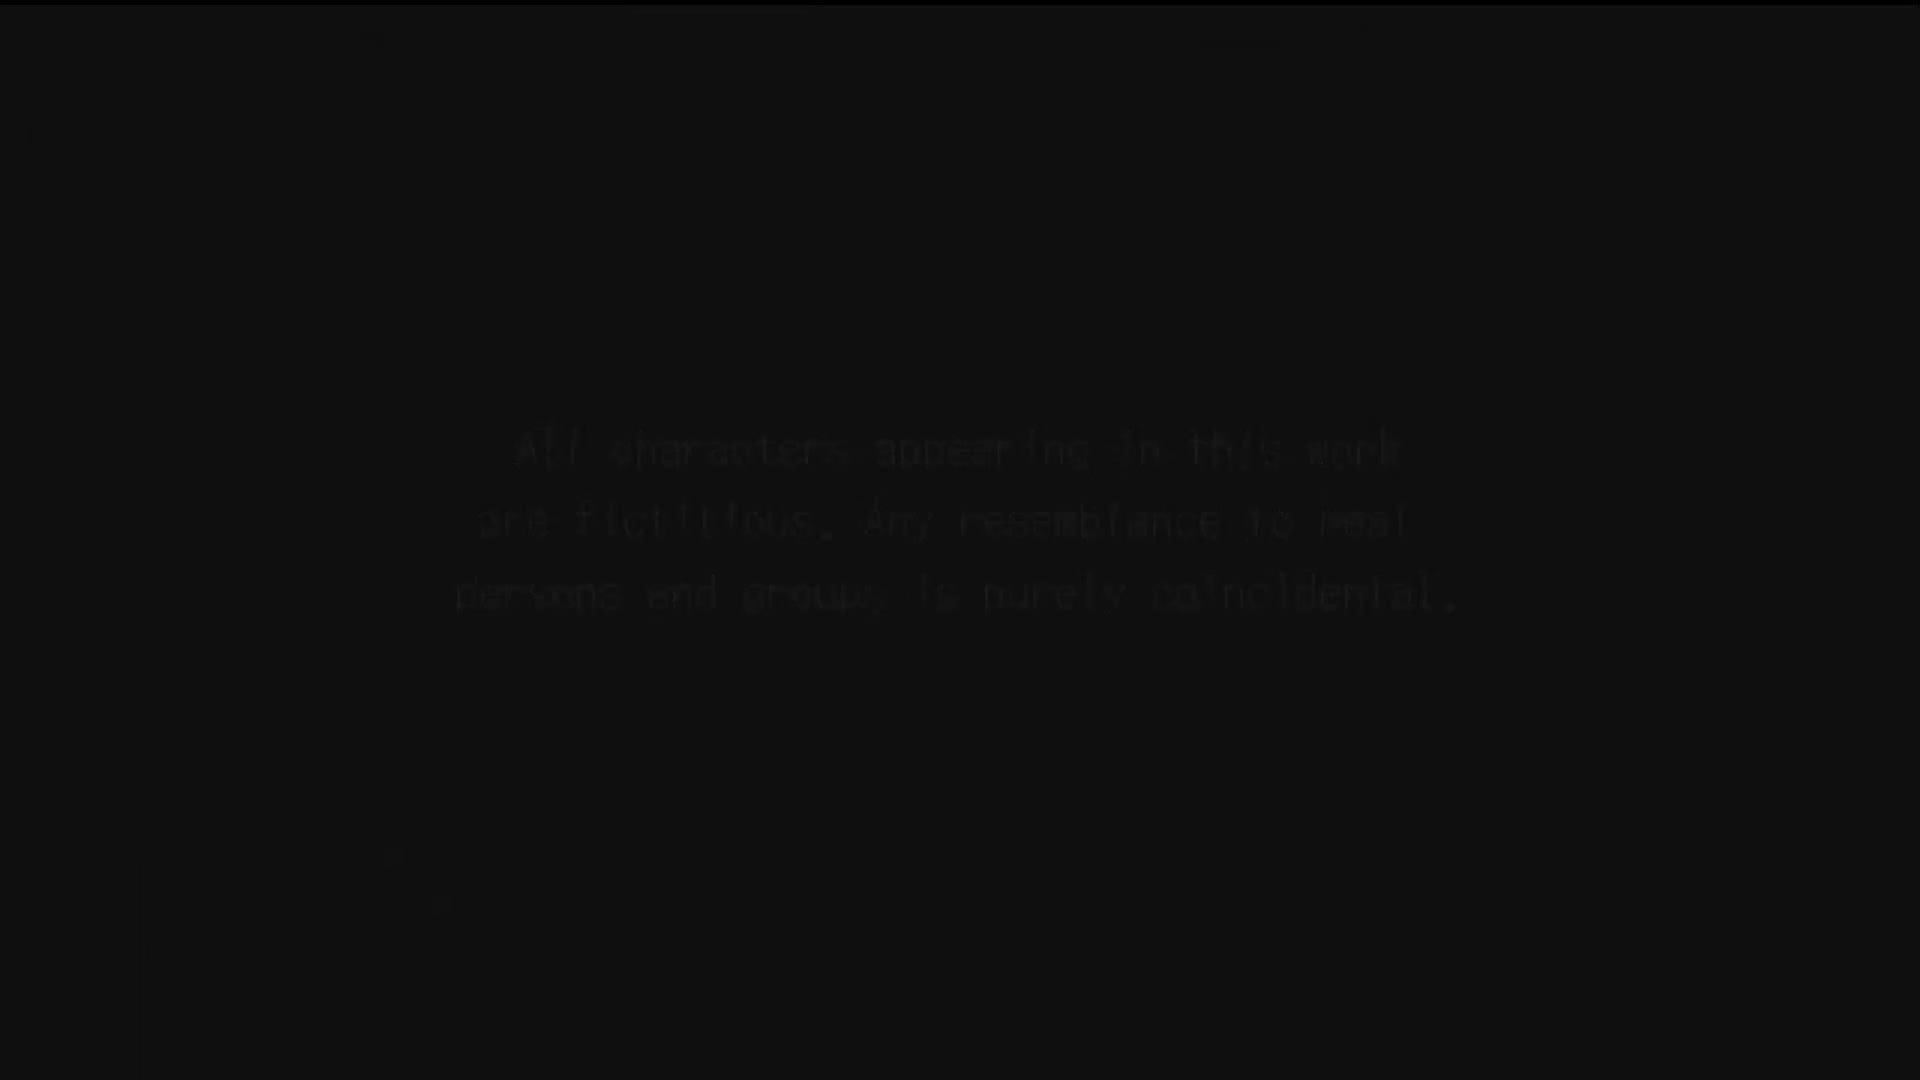 All characters appearing in this work
are fictitious. Any resemblance to real
persons and groups is purely coincidental.